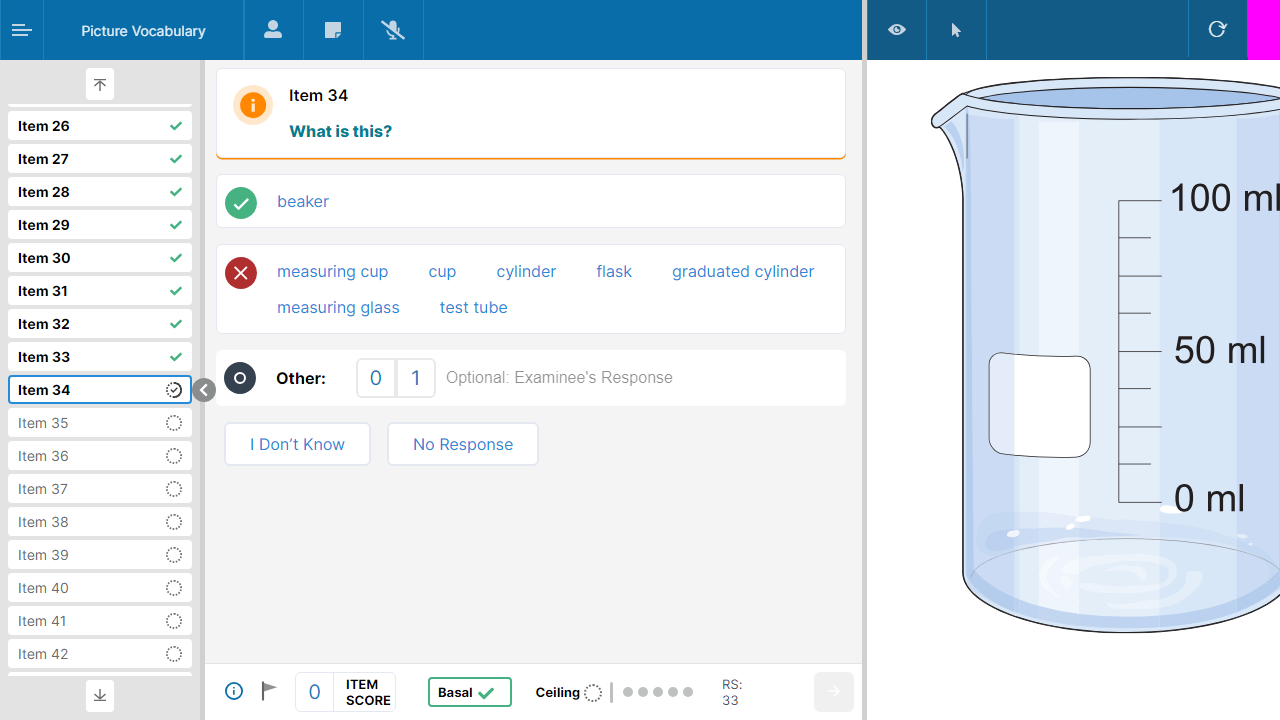 Picture Vocabulary
Item 26
Item 27
Item 28
Item 29
Item 30
Item 31
Item 32
Item 33
Item 34
Item 35
Item 36
Item 37
Item 38
Item 39
Item 40
Item 41
Item 42
Item 34
What is this?
beaker
measuring cup cup cylinder flask graduated cylinder
measuring glass test tube
Other: 0 1 Optional: Examinee's Response
I Don’t Know No Response
0 ITEM SCORE Basal Ceiling RS: 33
100 ml
50 ml
0 ml